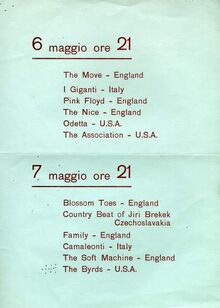 6 maggio ore 21
The Move - England
I Giganti - Italy
Pink Floyd - England
The Nice - England
Odetta - U.S.A.
The Association - U.S.A.
7 maggio ore 21
Blossom Toes - England
Country Beat of Jiri Brekek
Czechoslavakia
Family - England
Camaleonti - Italy
The Soft Machine - England
The Byrds - U.S.A.